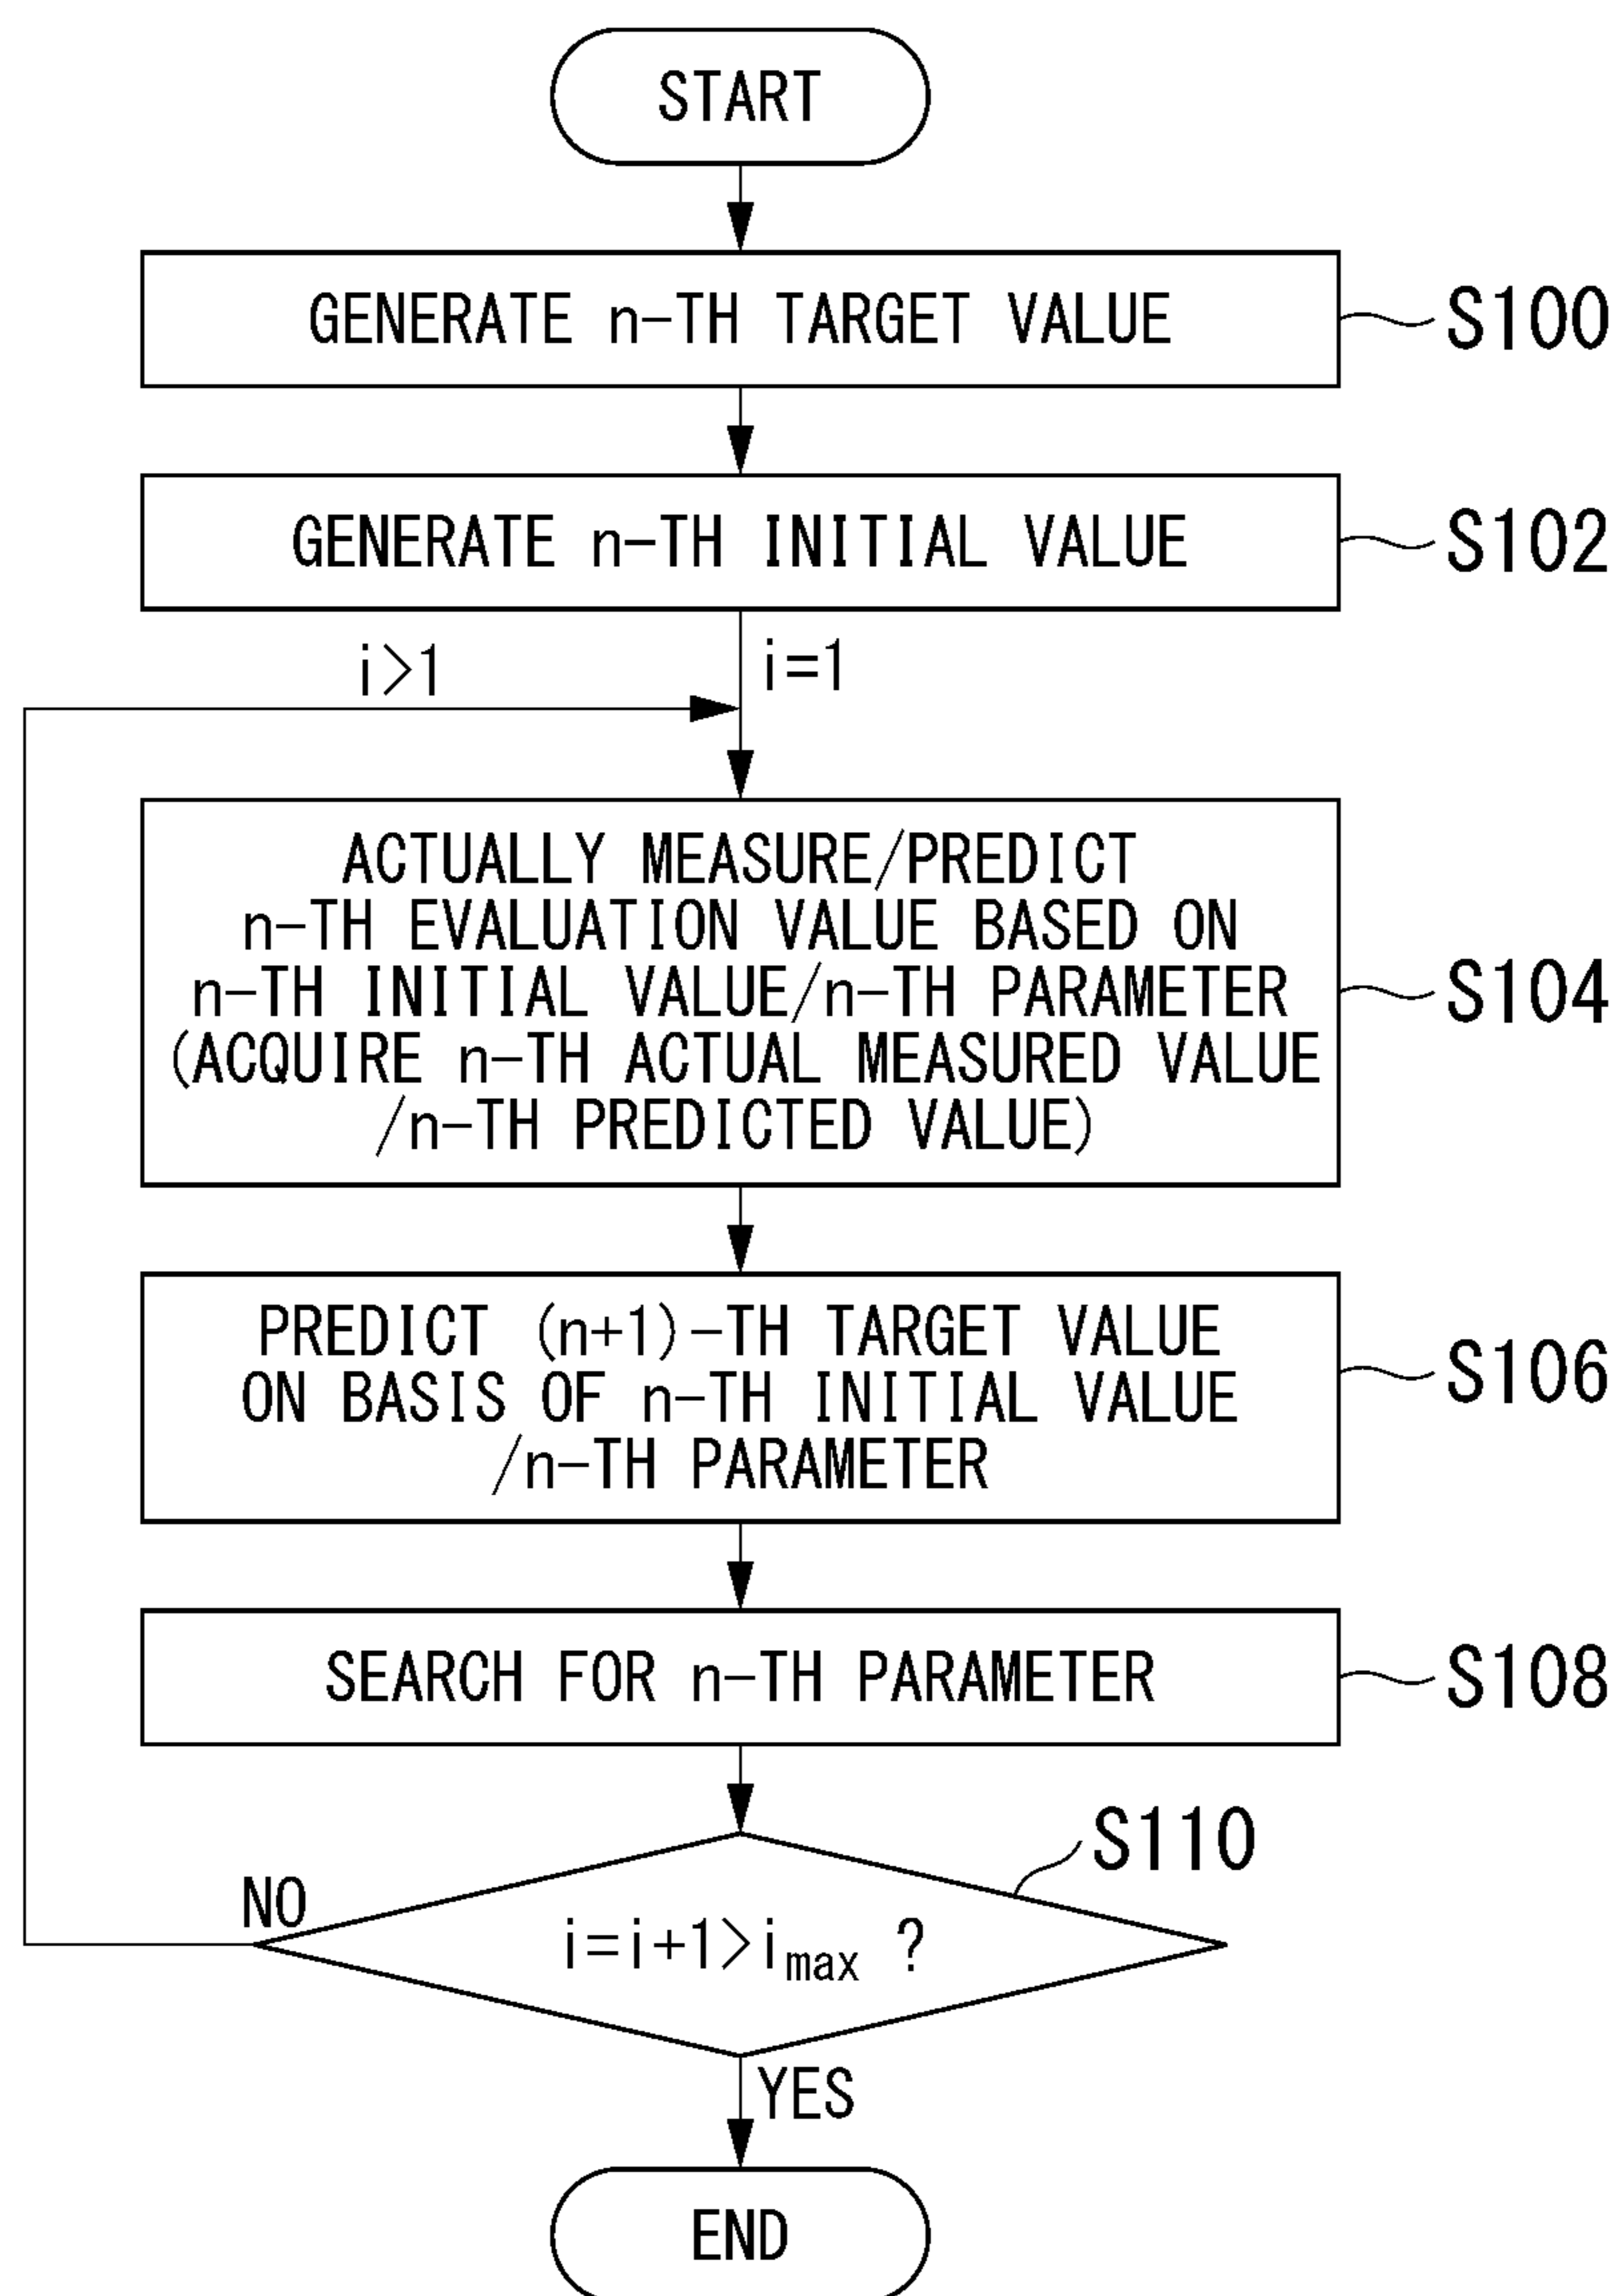 START
GENERATE n-TH TARGET VALUE
S100
GENERATE n-TH INITIAL VALUE
S102
i>1
i=1
ACTUALLY MEASURE/PREDICT
n-TH EVALUATION VALUE BASED ON
n-TH INITIAL VALUE/n-TH PARAMETER
(ACQUIRE n-TH ACTUAL MEASURED VALUE
/n-TH PREDICTED VALUE)
S104
PREDICT (n+1)-TH TARGET VALUE
ON BASIS OF n-TH INITIAL VALUE
/n-TH PARAMETER
S106
SEARCH FOR n-TH PARAMETER
S108
S110
NO
i=i+1>imax ?
YES
END